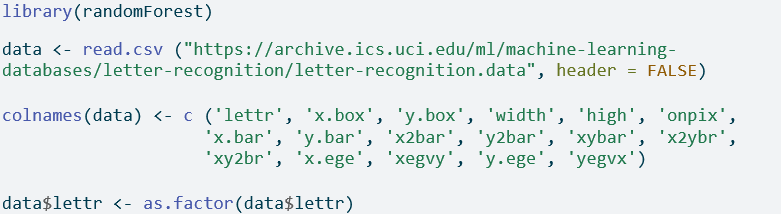 library(randomForest)
data <- read.csv ("https://archive.ics.uci.edu/ml/machine-learning-
databases/letter-recognition/letter-recognition.data", header = FALSE)
colnames(data) <- c ('lettr', 'x.box', 'y.box', 'width', 'high', 'onpix',
'x.bar', 'y.bar', 'x2bar', 'y2bar', 'xybar', 'x2ybr',
'xy2br', 'x.ege', 'xegvy', 'y.ege', 'yegvx')
data$lettr <- as.factor(data$lettr)